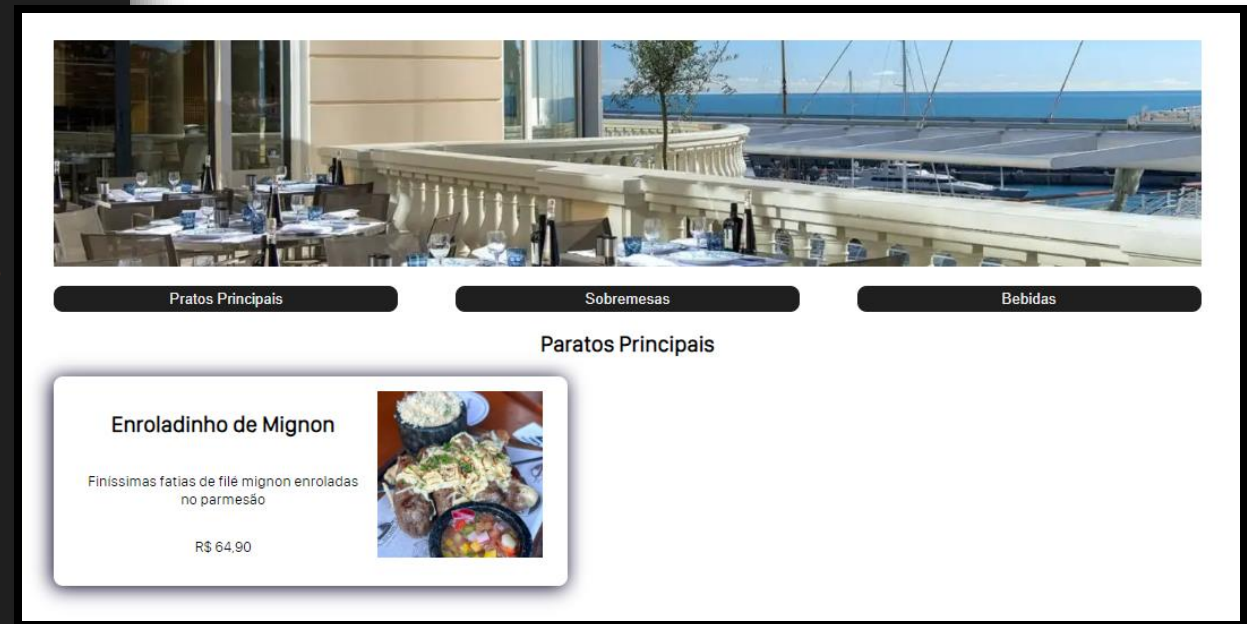 Pratos Principais
Sobremesas
Bebidas
Paratos Principais
Enroladinho de Mignon
Finíssimas fatias de filé mignon enroladas
no parmesão
R$ 64,90